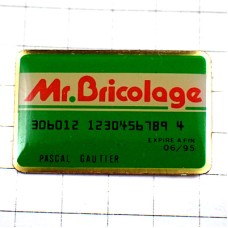 Mr. Bricolage
306012 1230456789 4
EXPIRE A FIN
06/95
PASCAL GAUTIER